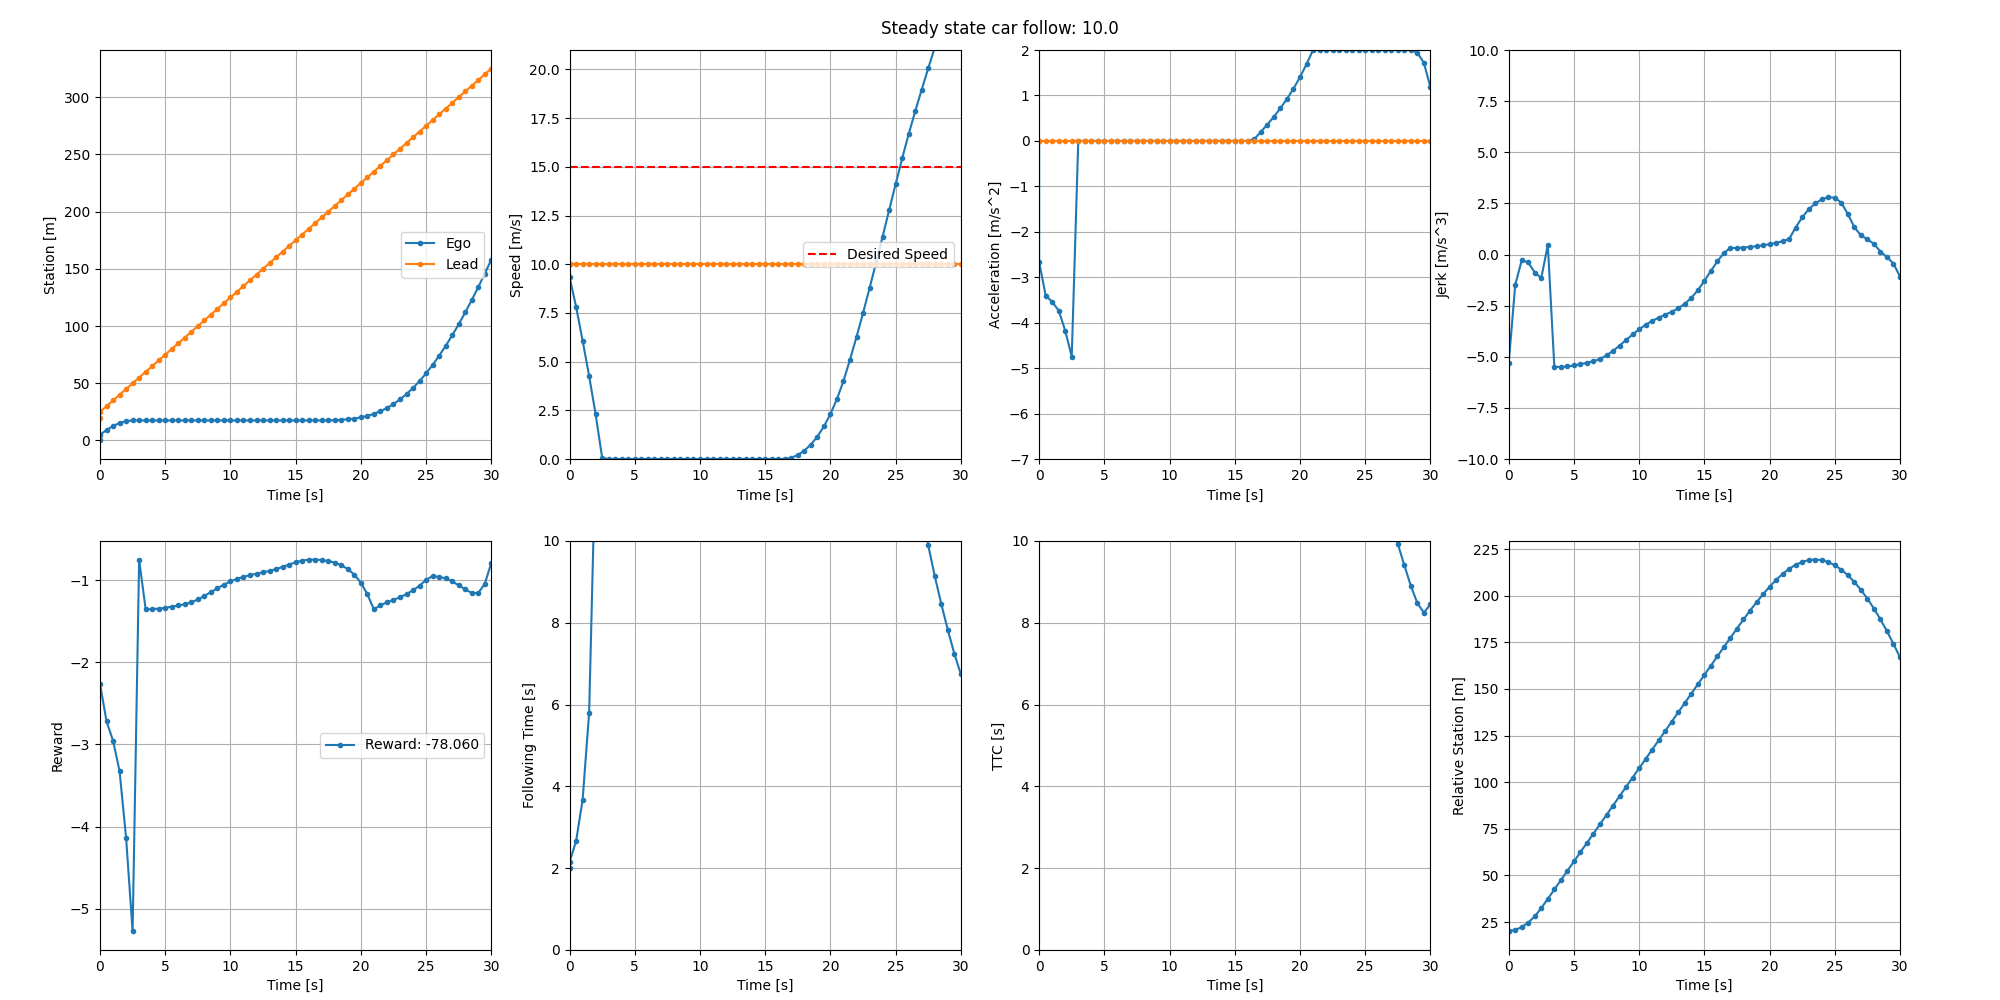 Steady state car follow: 10.0
Station [m]
300
250
200
150
100
50
0
Ego
Lead
0 5 10 15 20 25 30
Time [s]
Speed [m/s]
20.0
17.5
15.0
12.5
10.0
7.5
5.0
2.5
0.0
Desired Speed
0 5 10 15 20 25 30
Time [s]
Acceleration [m/s^2]
2
1
0
−1
−2
−3
−4
−5
−6
−7
0 5 10 15 20 25 30
Time [s]
Jerk [m/s^3]
10.0
7.5
5.0
2.5
0.0
−2.5
−5.0
−7.5
−10.0
0 5 10 15 20 25 30
Time [s]
Reward
−1
−2
−3
−4
−5
Reward: -78.060
0 5 10 15 20 25 30
Time [s]
Following Time [s]
10
8
6
4
2
0
0 5 10 15 20 25 30
Time [s]
TTC [s]
10
8
6
4
2
0
0 5 10 15 20 25 30
Time [s]
Relative Station [m]
225
200
175
150
125
100
75
50
25
0 5 10 15 20 25 30
Time [s]